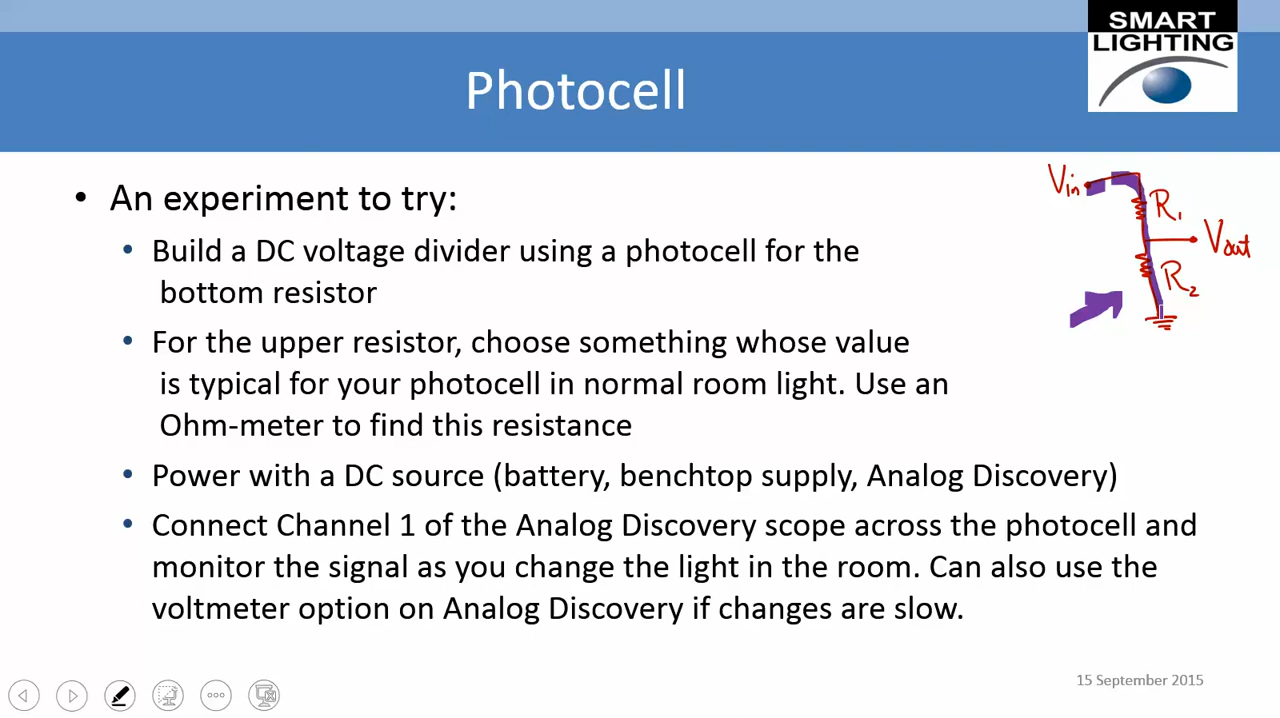 SMART
LIGHTING
Photocell
• An experiment to try:
• Build a DC voltage divider using a photocell for the
bottom resistor
• For the upper resistor, choose something whose value
is typical for your photocell in normal room light. Use an
Ohm-meter to find this resistance
• Power with a DC source (battery, benchtop supply, Analog Discovery)
• Connect Channel 1 of the Analog Discovery scope across the photocell and
monitor the signal as you change the light in the room. Can also use the
voltmeter option on Analog Discovery if changes are slow.
Vin
R1
Vout
R2
15 September 2015